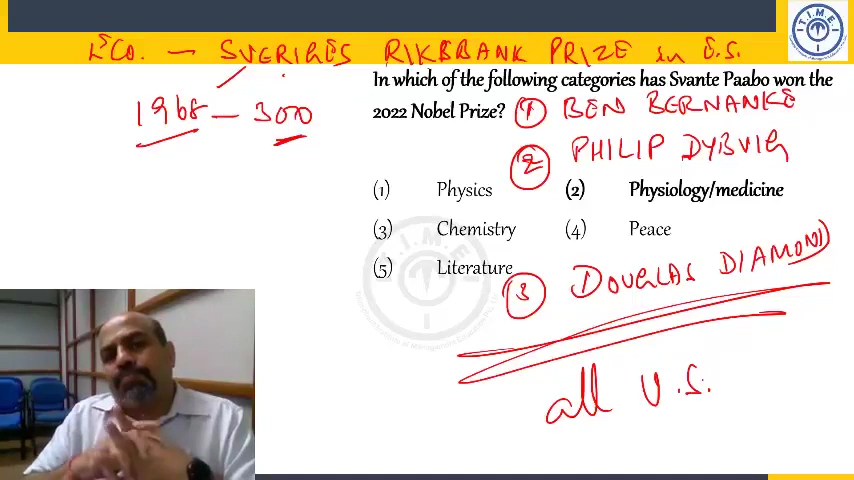 T.I.M.E.
ECO. — SVERIRES RIKBBANK PRIZE in E.S.
1968 — 300
In which of the following categories has Svante Paabo won the
2022 Nobel Prize?
① BEN BERNANKE
② PHILIP DYBVIG
(1) Physics (2) Physiology/medicine
(3) Chemistry (4) Peace
(5) Literature
③ DOUGLAS DIAMOND
all U.S.
T.I.M.E.